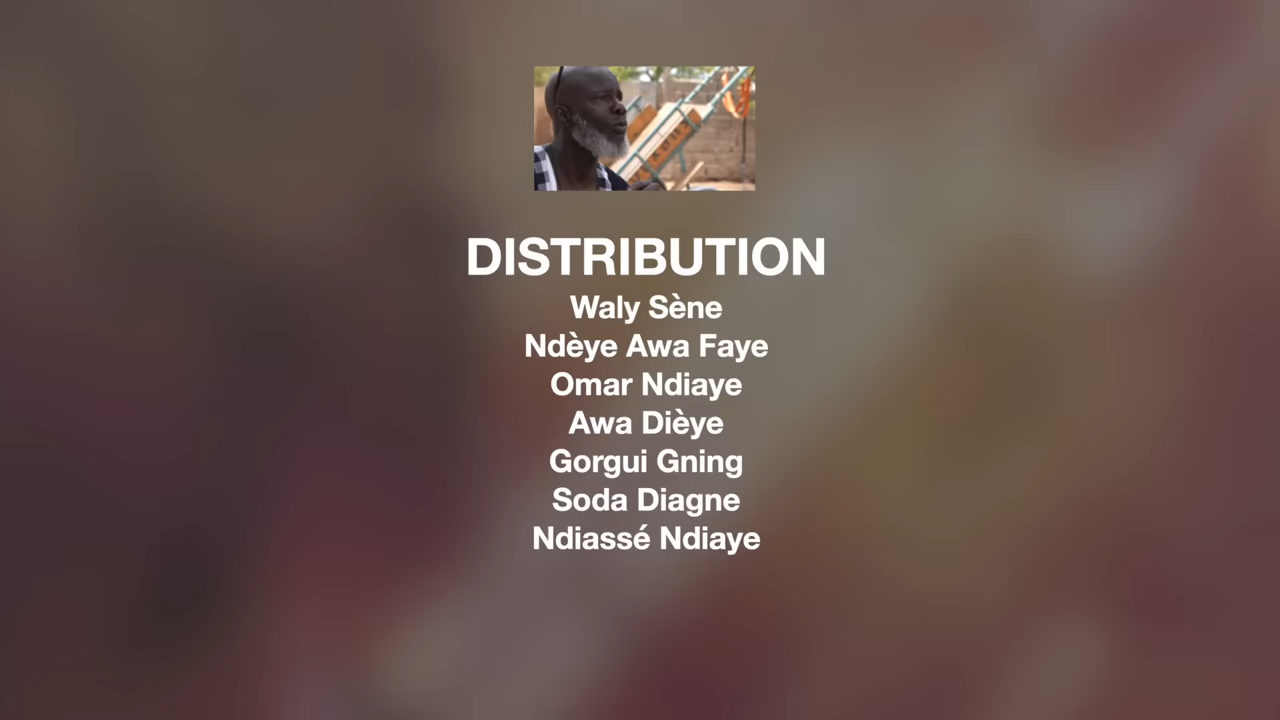 DISTRIBUTION
Waly Sène
Ndèye Awa Faye
Omar Ndiaye
Awa Dièye
Gorgui Gning
Soda Diagne
Ndiassé Ndiaye